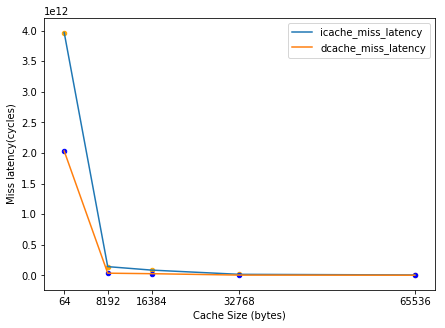 1e12
icache_miss_latency
dcache_miss_latency
4.0
3.5
3.0
2.5
2.0
1.5
1.0
0.5
0.0
Miss latency(cycles)
64 8192 16384 32768 65536
Cache Size (bytes)